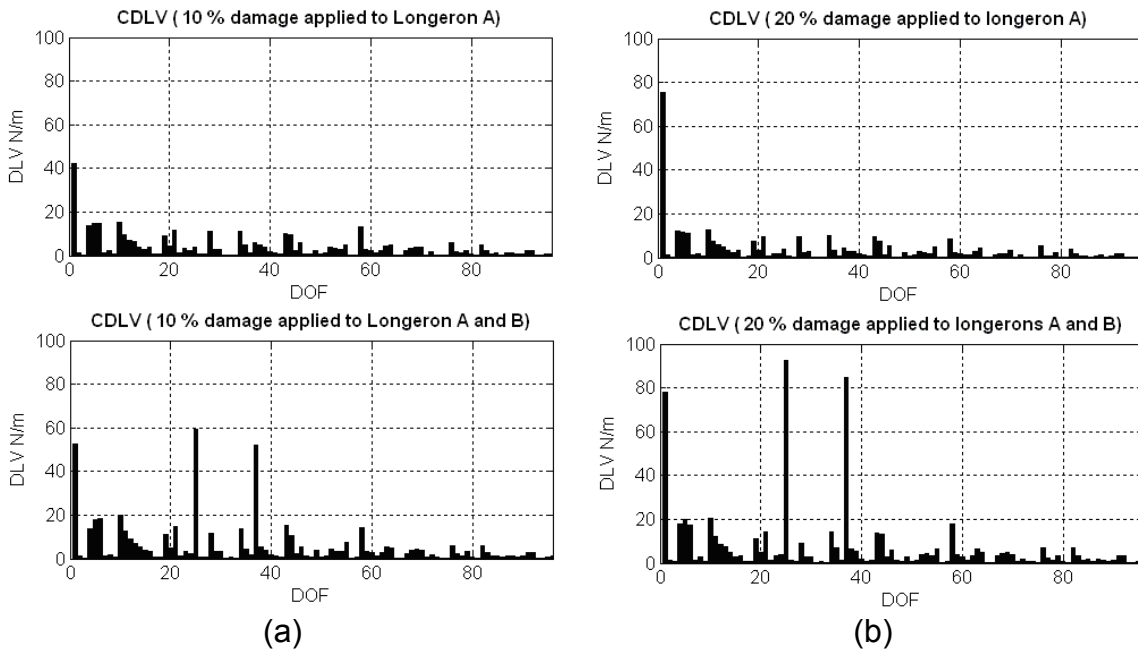 CDLV ( 10 % damage applied to Longeron A)
100
80
60
40
20
0
DLV N/m
0 20 40 60 80
DOF
CDLV ( 10 % damage applied to Longeron A and B)
100
80
60
40
20
0
DLV N/m
0 20 40 60 80
DOF
(a)
CDLV ( 20 % damage applied to longeron A)
100
80
60
40
20
0
DLV N/m
0 20 40 60 80
DOF
CDLV ( 20 % damage applied to longerons A and B)
100
80
60
40
20
0
DLV N/m
0 20 40 60 80
DOF
(b)